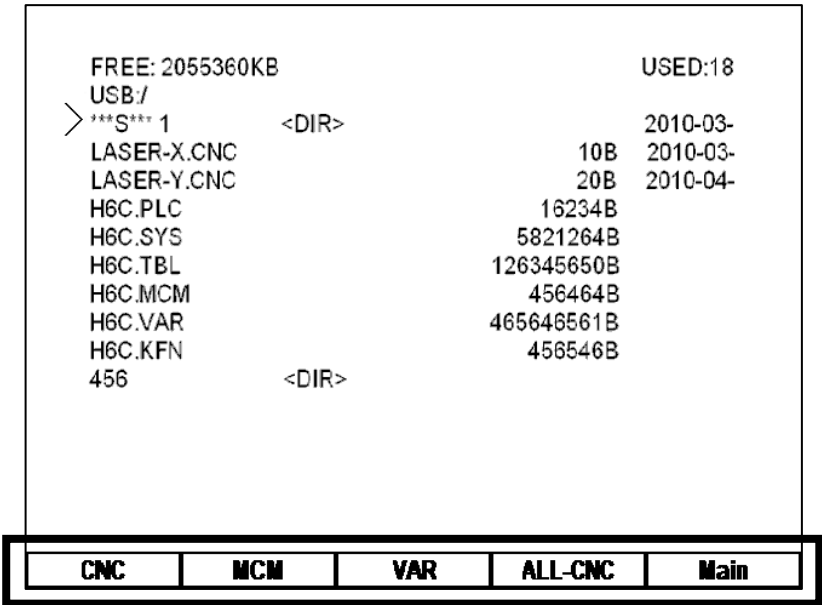 FREE: 2055360KB USED:18
USB:/
***S*** 1 <DIR> 2010-03-
LASER-X.CNC 10B 2010-03-
LASER-Y.CNC 20B 2010-04-
H6C.PLC 16234B
H6C.SYS 5821264B
H6C.TBL 126345650B
H6C.MCM 456464B
H6C.VAR 465646561B
H6C.KFN 456546B
456 <DIR>
CNC MCM VAR ALL-CNC Main